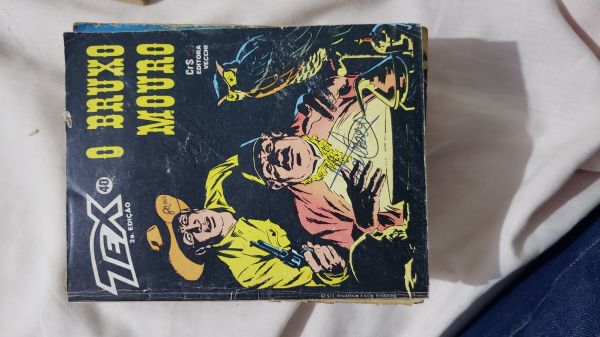 TEX
40
2a. EDIÇÃO
O BRUXO
MOURO
Cr$
EDITORA
VECCHI